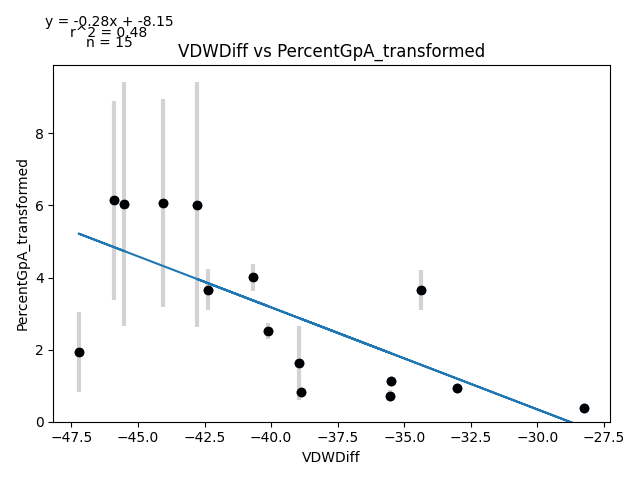 y = -0.28x + -8.15
r^2 = 0.48
n = 15
VDWDiff vs PercentGpA_transformed
PercentGpA_transformed
8
6
4
2
0
−47.5 −45.0 −42.5 −40.0 −37.5 −35.0 −32.5 −30.0 −27.5
VDWDiff